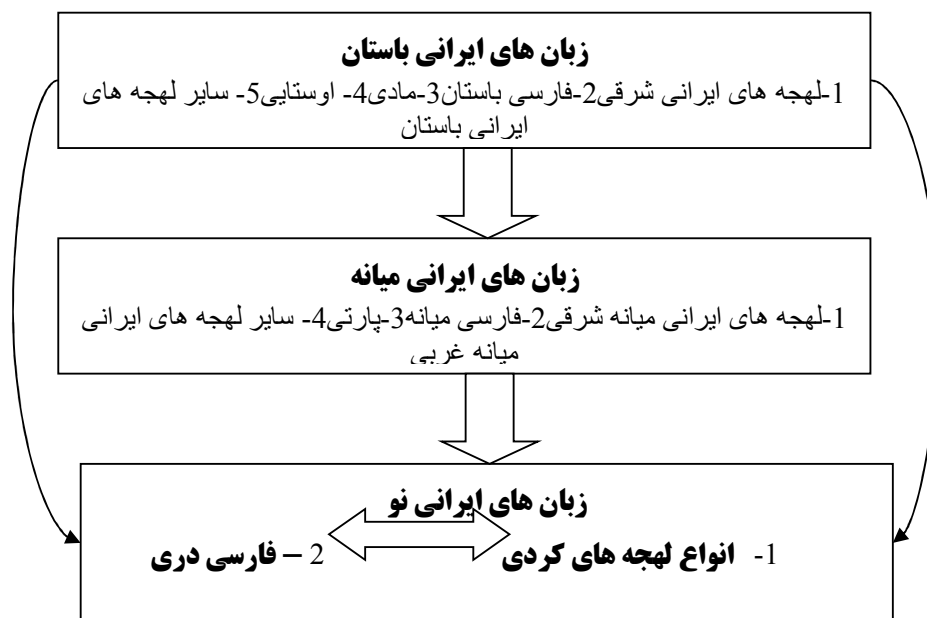 زبان های ایرانی باستان
1-لهجه های ایرانی شرقی2-فارسی باستان3-مادی4- اوستایی5- سایر لهجه های
ایرانی باستان
زبان های ایرانی میانه
1-لهجه های ایرانی میانه شرقی2-فارسی میانه3-پارتی4- سایر لهجه های ایرانی
میانه غربی
زبان های ایرانی نو
1- انواع لهجه های کردی 2 – فارسی دری